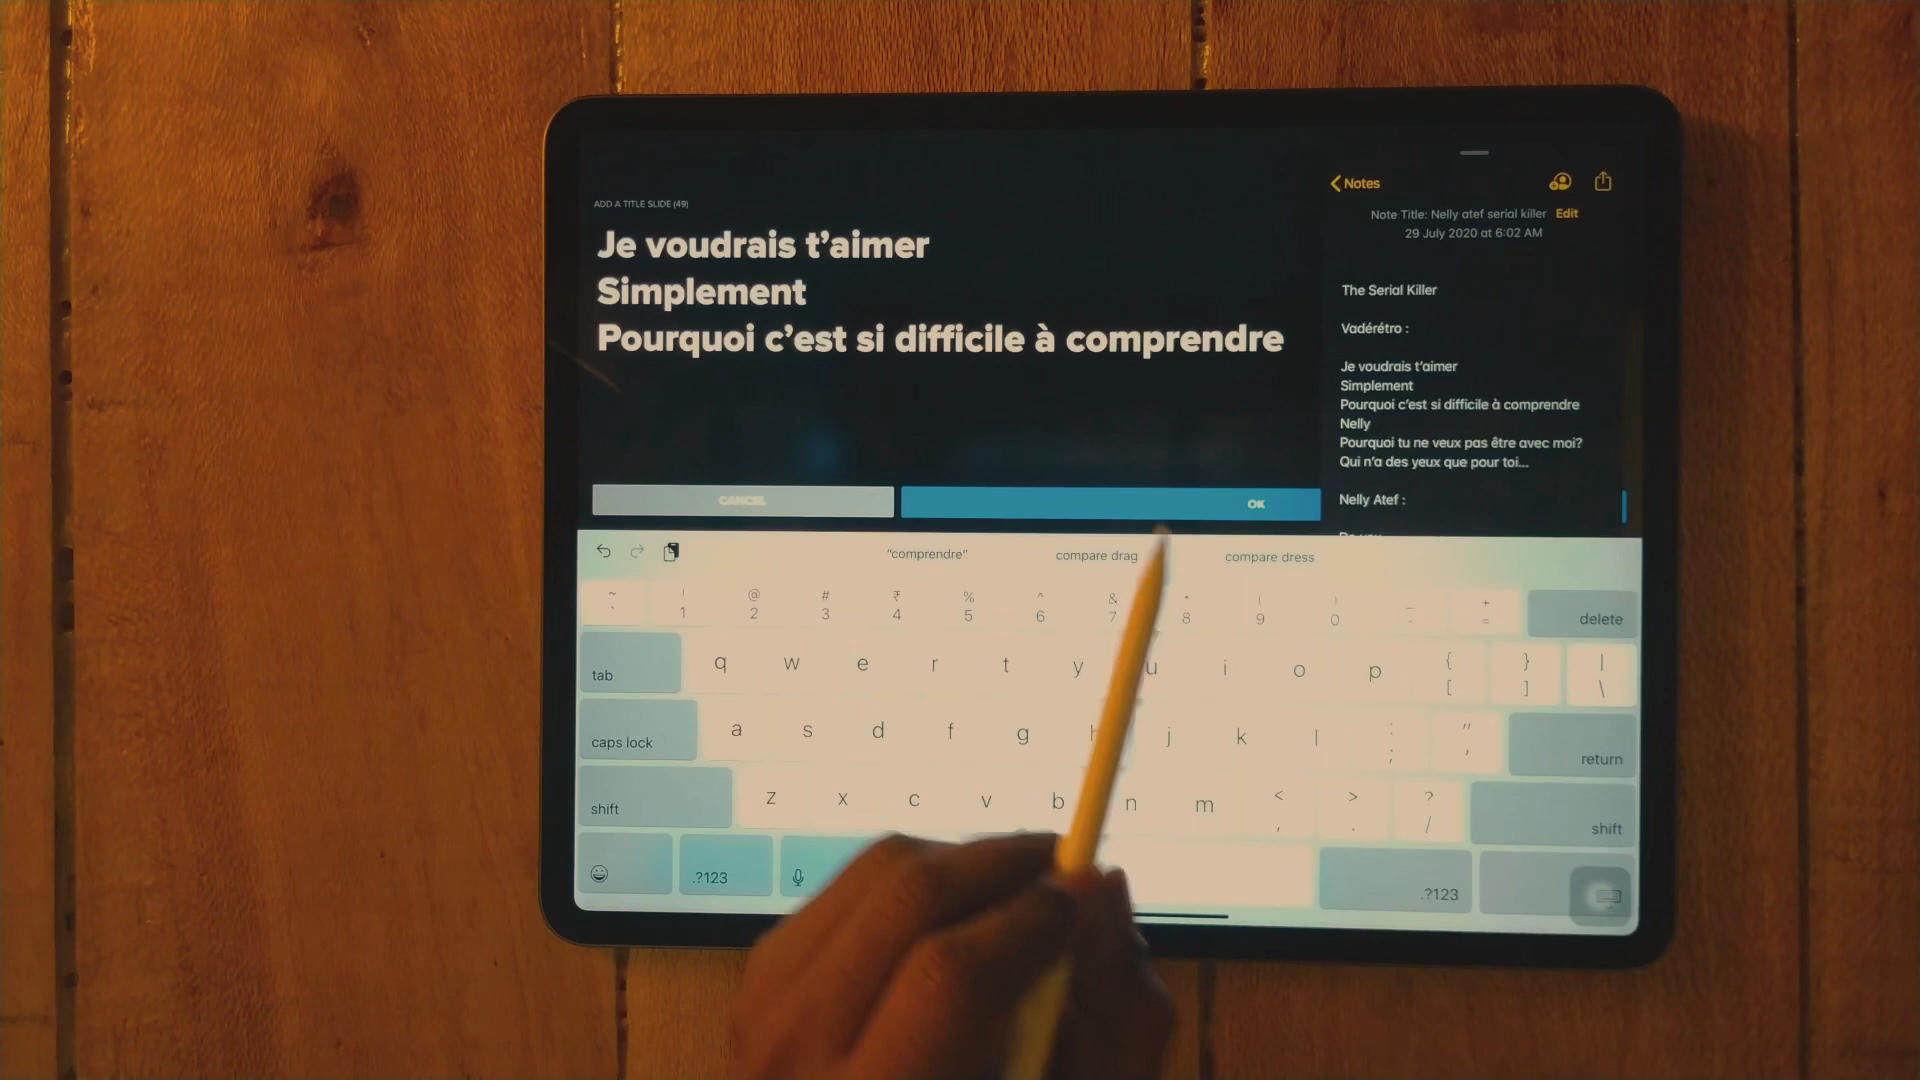 ADD A TITLE SLIDE (49)
Je voudrais t’aimer
Simplement
Pourquoi c’est si difficile à comprendre
CANCEL
OK
Notes
Note Title: Nelly atef serial killer Edit
29 July 2020 at 6:02 AM
The Serial Killer
Vadérétro :
Je voudrais t’aimer
Simplement
Pourquoi c’est si difficile à comprendre
Nelly
Pourquoi tu ne veux pas être avec moi?
Qui n’a des yeux que pour toi...
Nelly Atef :
“comprendre” compare drag compare dress
~ ! @ # ₹ % ^ & * ( ) _ +
` 1 2 3 4 5 6 7 8 9 0 - = delete
tab q w e r t y u i o p { [ } ] | \
caps lock a s d f g h j k l : ; " ' return
shift z x c v b n m < , > . ? / shift
.?123 .?123